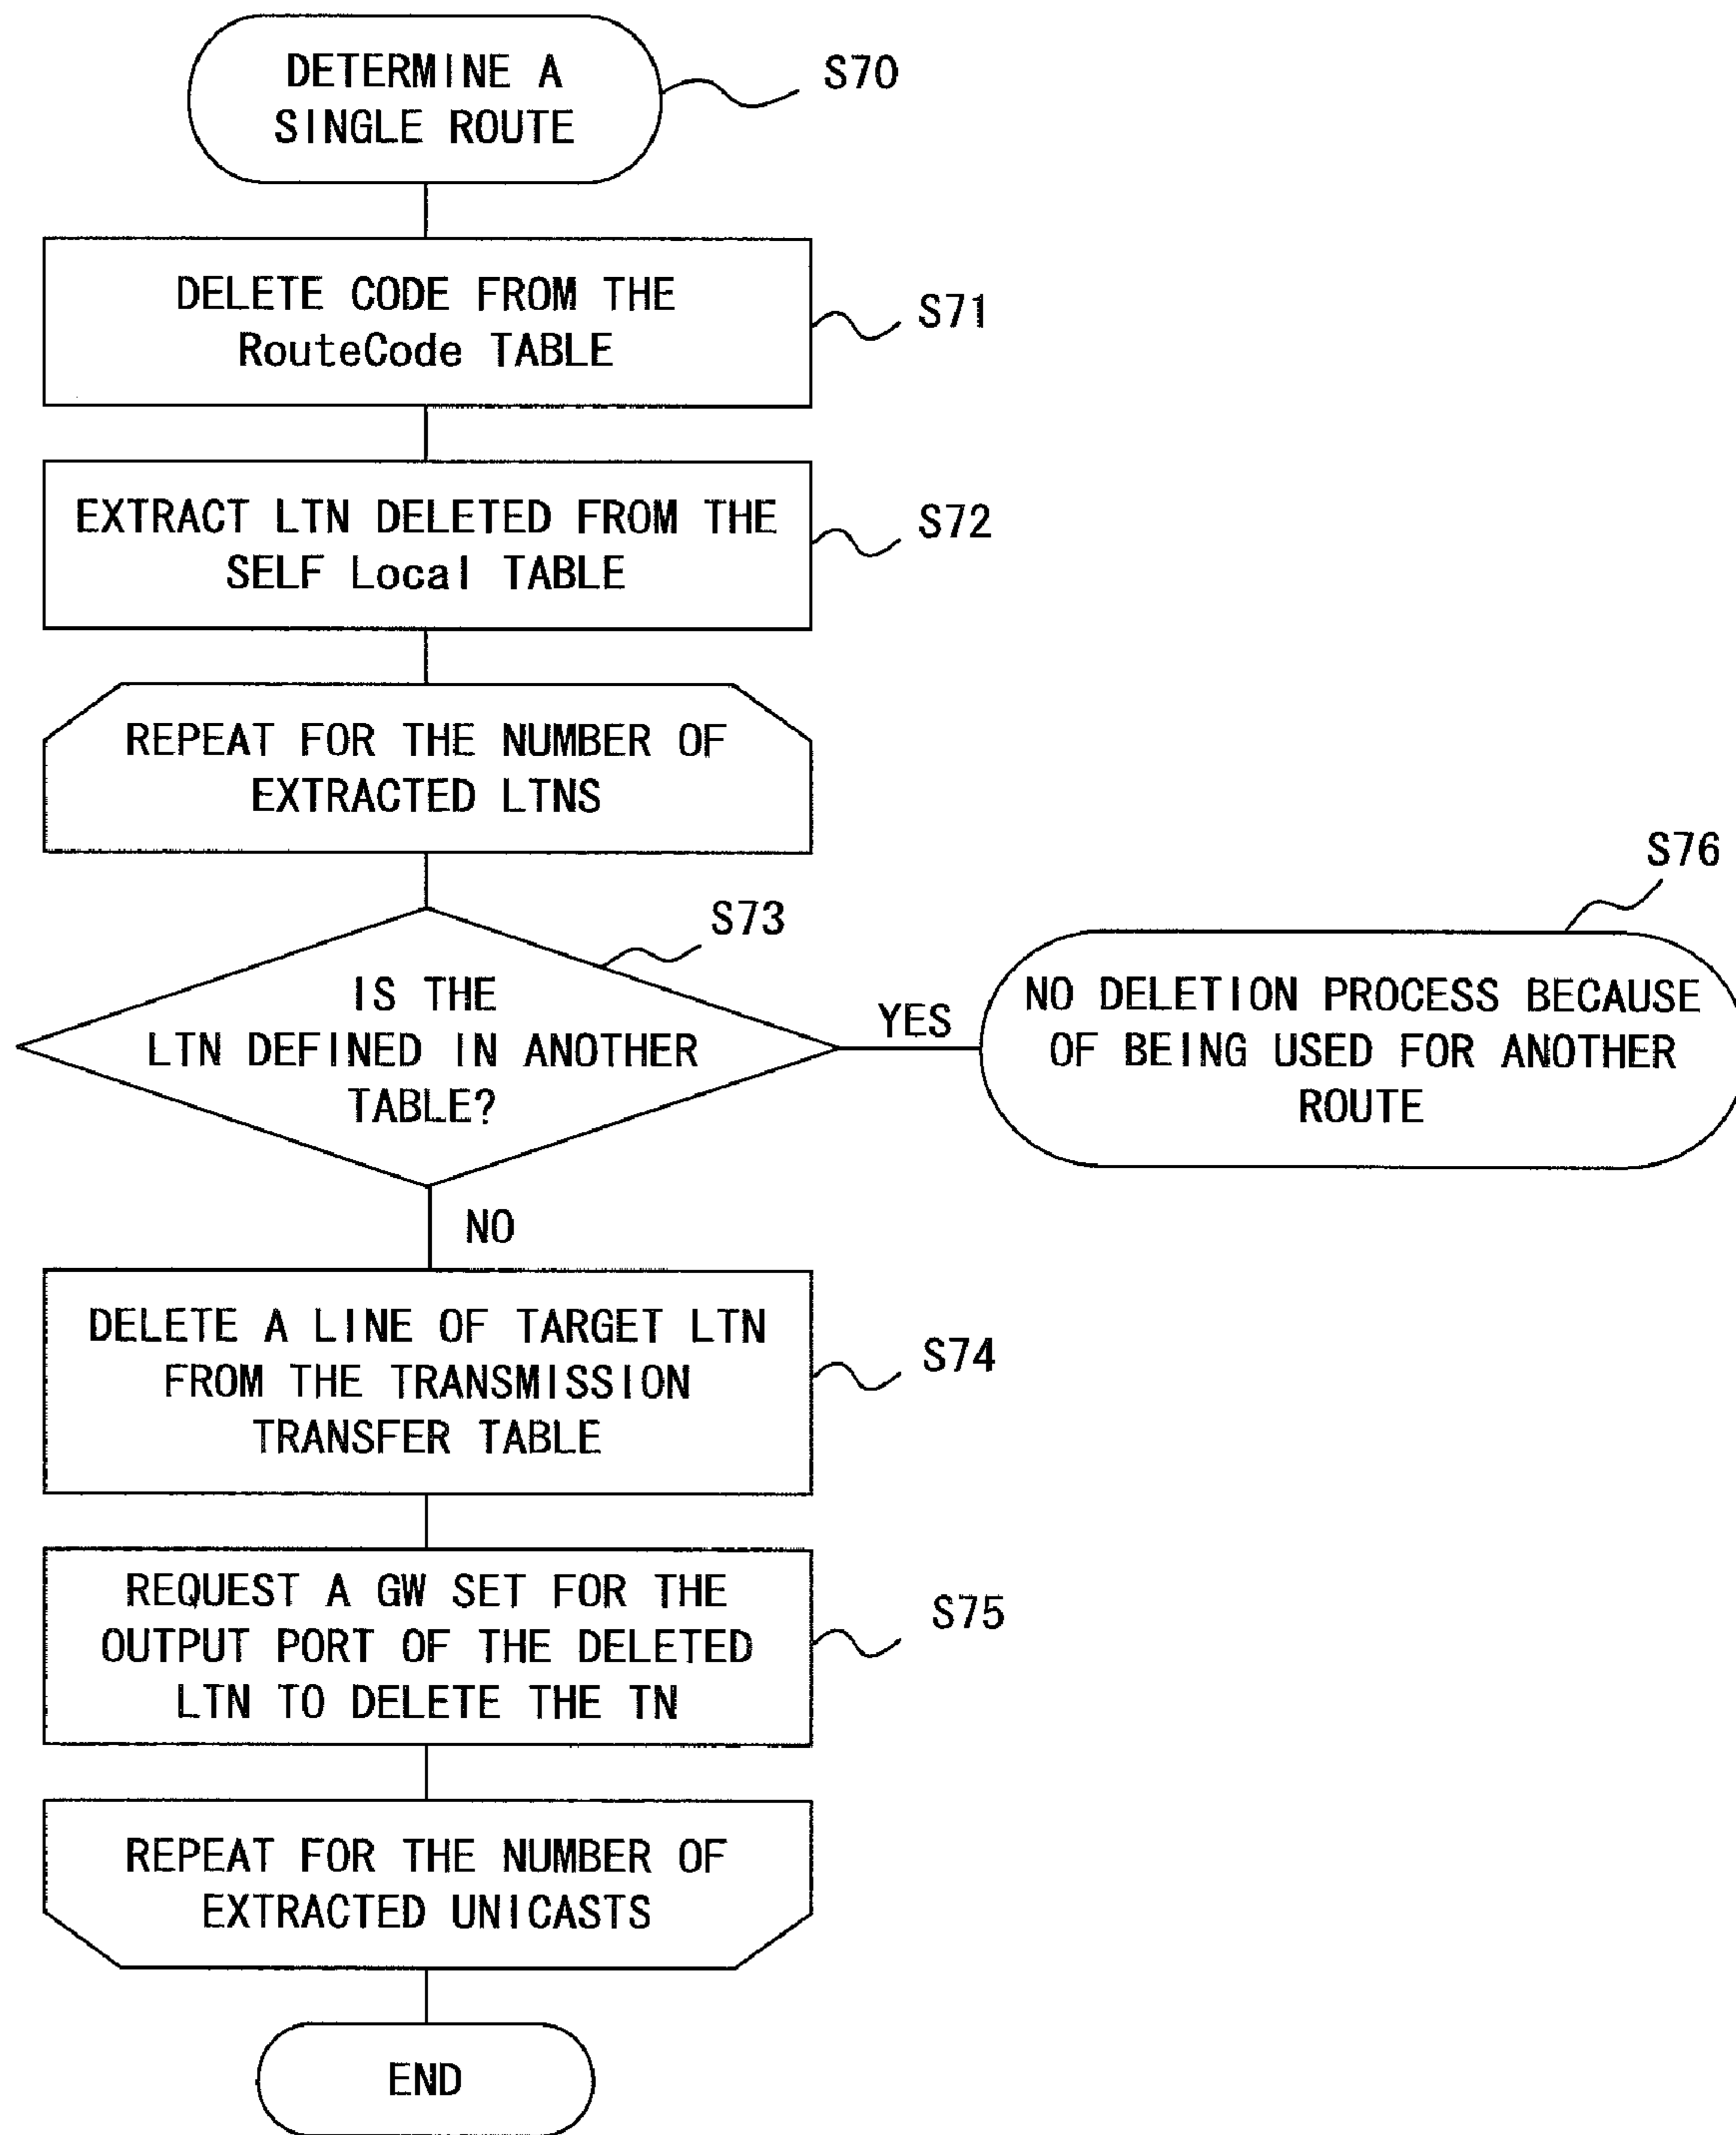 DETERMINE A
SINGLE ROUTE
S70
DELETE CODE FROM THE
RouteCode TABLE
S71
EXTRACT LTN DELETED FROM THE
SELF Local TABLE
S72
REPEAT FOR THE NUMBER OF
EXTRACTED LTNS
S73
IS THE
LTN DEFINED IN ANOTHER
TABLE?
YES
S76
NO DELETION PROCESS BECAUSE
OF BEING USED FOR ANOTHER
ROUTE
NO
DELETE A LINE OF TARGET LTN
FROM THE TRANSMISSION
TRANSFER TABLE
S74
REQUEST A GW SET FOR THE
OUTPUT PORT OF THE DELETED
LTN TO DELETE THE TN
S75
REPEAT FOR THE NUMBER OF
EXTRACTED UNICASTS
END